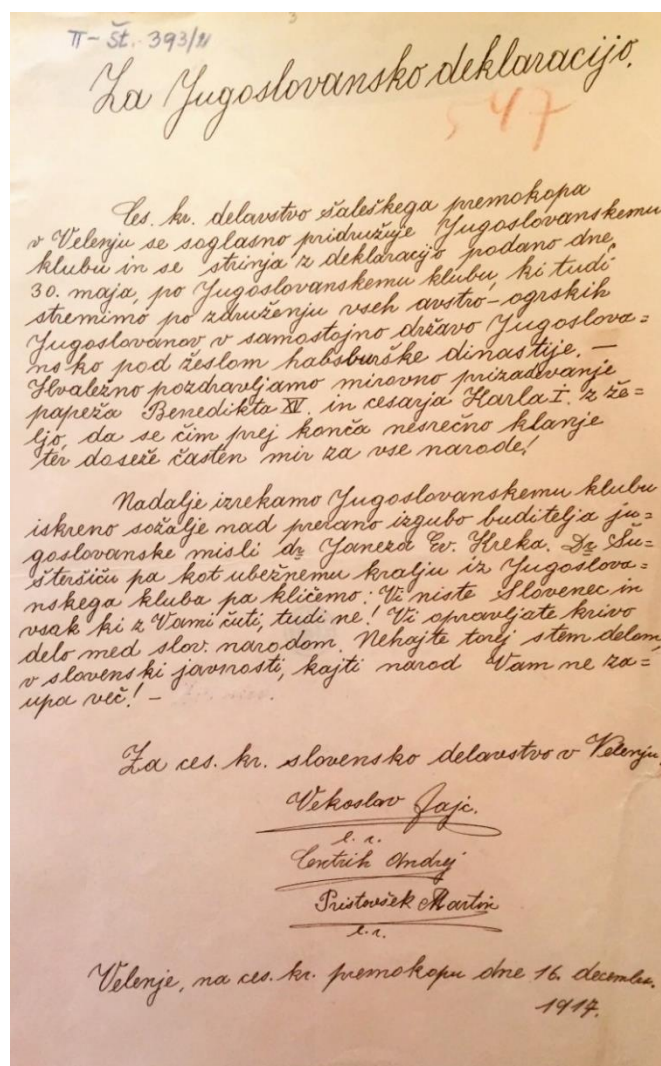 II-Št. 393/21
Za Jugoslovansko deklaracijo.
547
Ces. kr. delavstvo šaleškega premokopa
v Velenju se soglasno pridružuje Jugoslovanskemu
klubu in se strinja z deklaracijo podano dne,
30. maja, po Jugoslovanskemu klubu, ki tudi
stremimo po združenju vseh avstro-ogrskih
Jugoslovanov v samostojno državo Jugoslova=
nsko pod žeslom habsburške dinastije. —
Hvaležno pozdravljamo mirovno prizadevanje
papeža Benedikta XV. in cesarja Karla I. z že=
ljo, da se čim prej konča nesrečno klanje
ter doseže časten mir za vse narode!
Nadalje izrekamo Jugoslovanskemu klubu
iskreno sožalje nad prerano izgubo buditelja ju=
goslovanske misli dr Janeza Ev. Kreka. Dr Šu=
šteršiču pa kot ubežnemu kralju iz Jugoslova=
nskega kluba pa kličemo: Vi niste Slovenec in
vsak ki z Vami čuti, tudi ne! Vi opravljate krivo
delo med slov. narodom. Nehajte torej s tem delom,
v slovenski javnosti, kajti narod Vam ne za=
upa več! —
Za ces. kr. slovensko delavstvo v Velenju,
Vekoslav Jajc.
l. r.
Centrih Andrej
Pristovšek Martin
l. r.
Velenje, na ces. kr. premokopu dne 16. decembra.
1917.